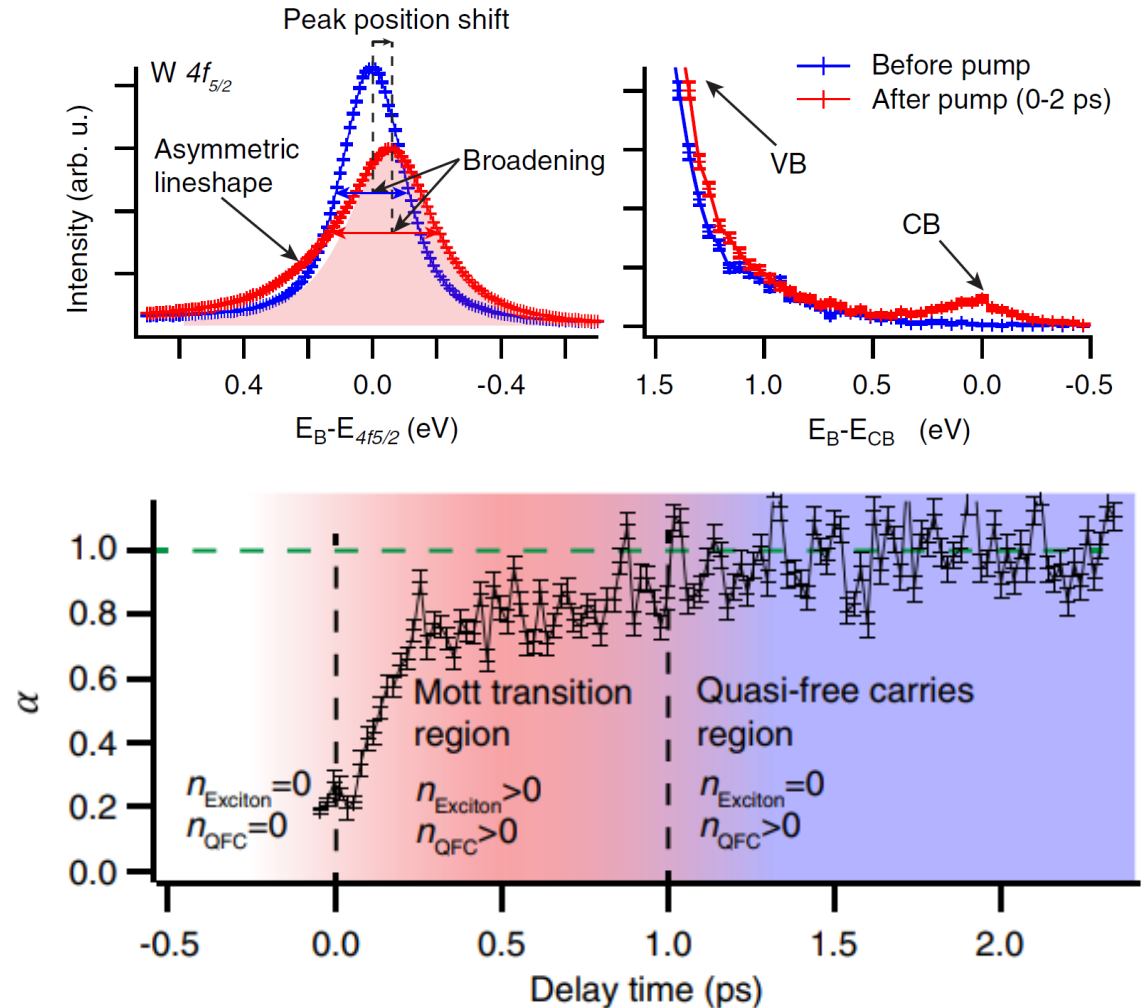 Peak position shift
W 4f5/2
Asymmetric
lineshape
Broadening
Intensity (arb. u.)
0.4 0.0 -0.4
EB-E4f5/2 (eV)
Before pump
After pump (0-2 ps)
VB
CB
1.5 1.0 0.5 0.0 -0.5
EB-ECB (eV)
1.0
0.8
0.6
0.4
0.2
0.0
α
Mott transition
region
nExciton>0
nQFC>0
Quasi-free carries
region
nExciton=0
nQFC>0
nExciton=0
nQFC=0
-0.5 0.0 0.5 1.0 1.5 2.0
Delay time (ps)